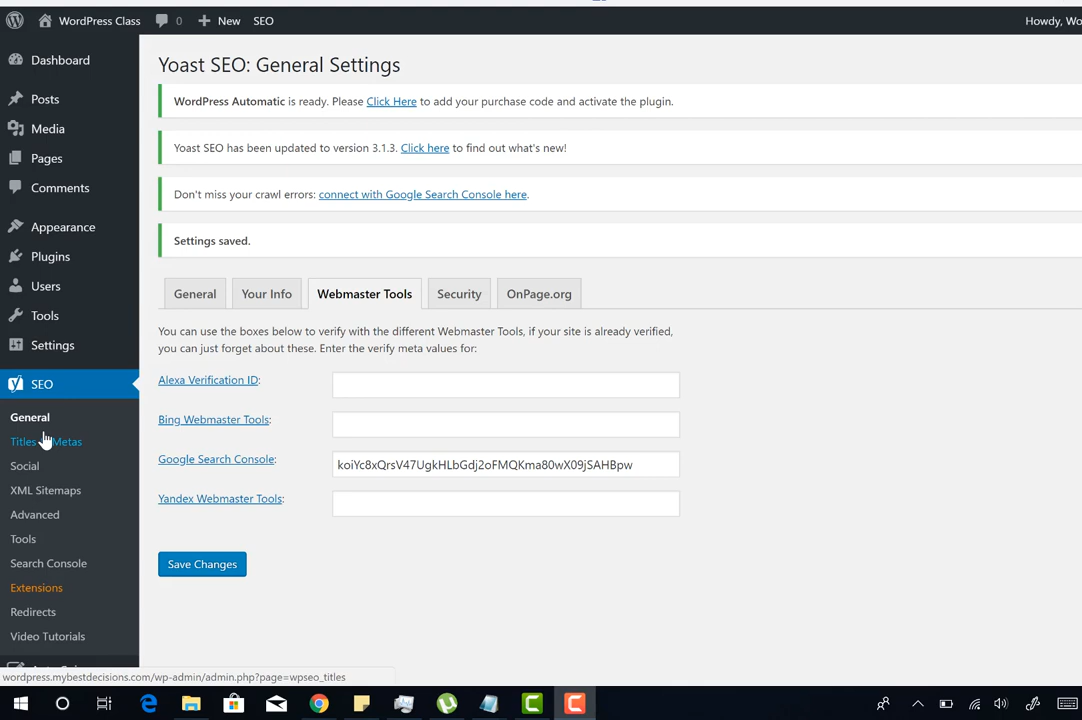 WordPress Class 0 New SEO Howdy, Wo
Dashboard
Posts
Media
Pages
Comments
Appearance
Plugins
Users
Tools
Settings
SEO
General
Titles Metas
Social
XML Sitemaps
Advanced
Tools
Search Console
Extensions
Redirects
Video Tutorials
Yoast SEO: General Settings
WordPress Automatic is ready. Please Click Here to add your purchase code and activate the plugin.
Yoast SEO has been updated to version 3.1.3. Click here to find out what's new!
Don't miss your crawl errors: connect with Google Search Console here.
Settings saved.
General Your Info Webmaster Tools Security OnPage.org
You can use the boxes below to verify with the different Webmaster Tools, if your site is already verified,
you can just forget about these. Enter the verify meta values for:
Alexa Verification ID:
Bing Webmaster Tools:
Google Search Console: koiYc8xQrsV47UgkHLbGdj2oFMQKma80wX09jSAHBpw
Yandex Webmaster Tools:
Save Changes
wordpress.mybestdecisions.com/wp-admin/admin.php?page=wpseo_titles